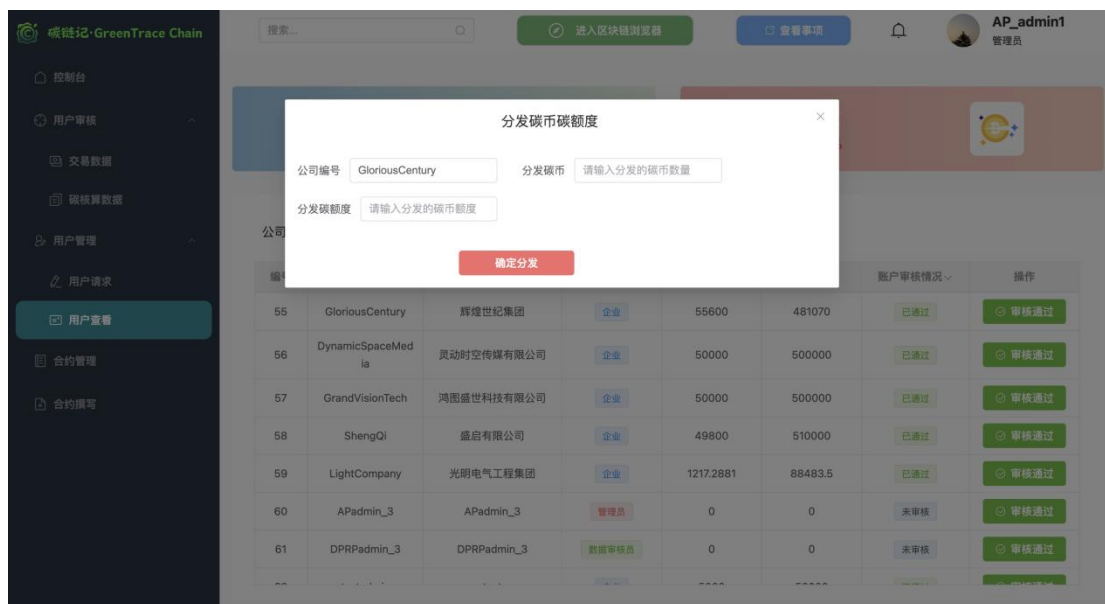 碳链记·GreenTrace Chain
搜索...
进入区块链浏览器
查看事项
AP_admin1
管理员
控制台
用户审核
交易数据
碳核算数据
用户管理
用户请求
用户查看
合约管理
合约撰写
分发碳币碳额度
公司编号 GloriousCentury 分发碳币 请输入分发的碳币数量
分发碳额度 请输入分发的碳币额度
确定分发
公司
编号 账户审核情况 操作
55 GloriousCentury 辉煌世纪集团 企业 55600 481070 已通过 审核通过
56 DynamicSpaceMedia 灵动时空传媒有限公司 企业 50000 500000 已通过 审核通过
57 GrandVisionTech 鸿图盛世科技有限公司 企业 50000 500000 已通过 审核通过
58 ShengQi 盛启有限公司 企业 49800 510000 已通过 审核通过
59 LightCompany 光明电气工程集团 企业 1217.2881 88483.5 已通过 审核通过
60 APadmin_3 APadmin_3 管理员 0 0 未审核 审核通过
61 DPRPadmin_3 DPRPadmin_3 数据审核员 0 0 未审核 审核通过